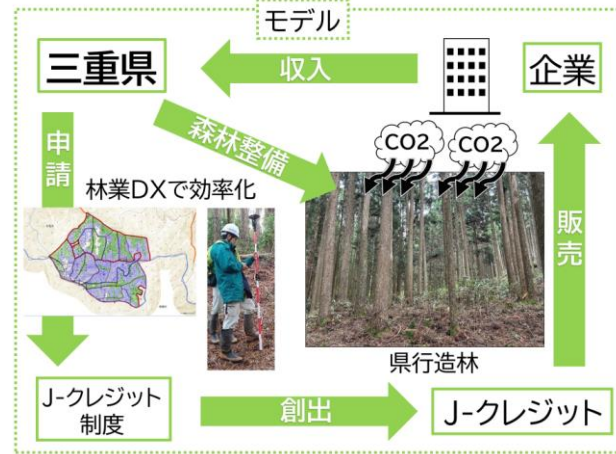 モデル
三重県
収入
企業
申請
森林整備
CO2
CO2
林業DXで効率化
販売
県行造林
J-クレジット
制度
創出
J-クレジット